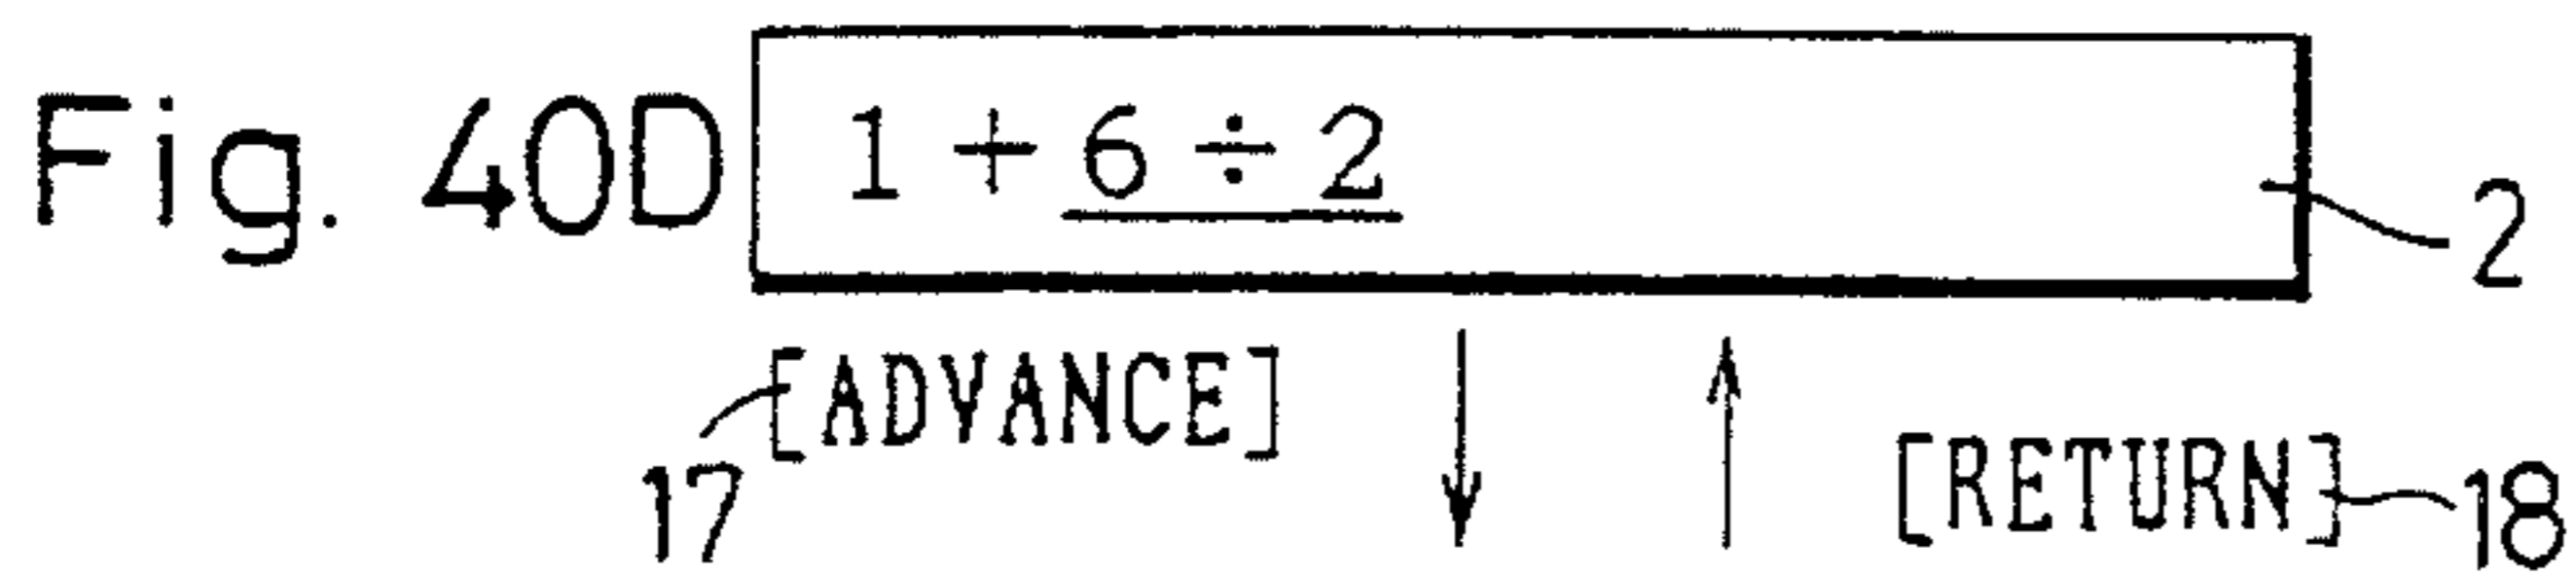 Fig. 40D 1 + 6 ÷ 2 2
17 [ADVANCE] [RETURN] 18